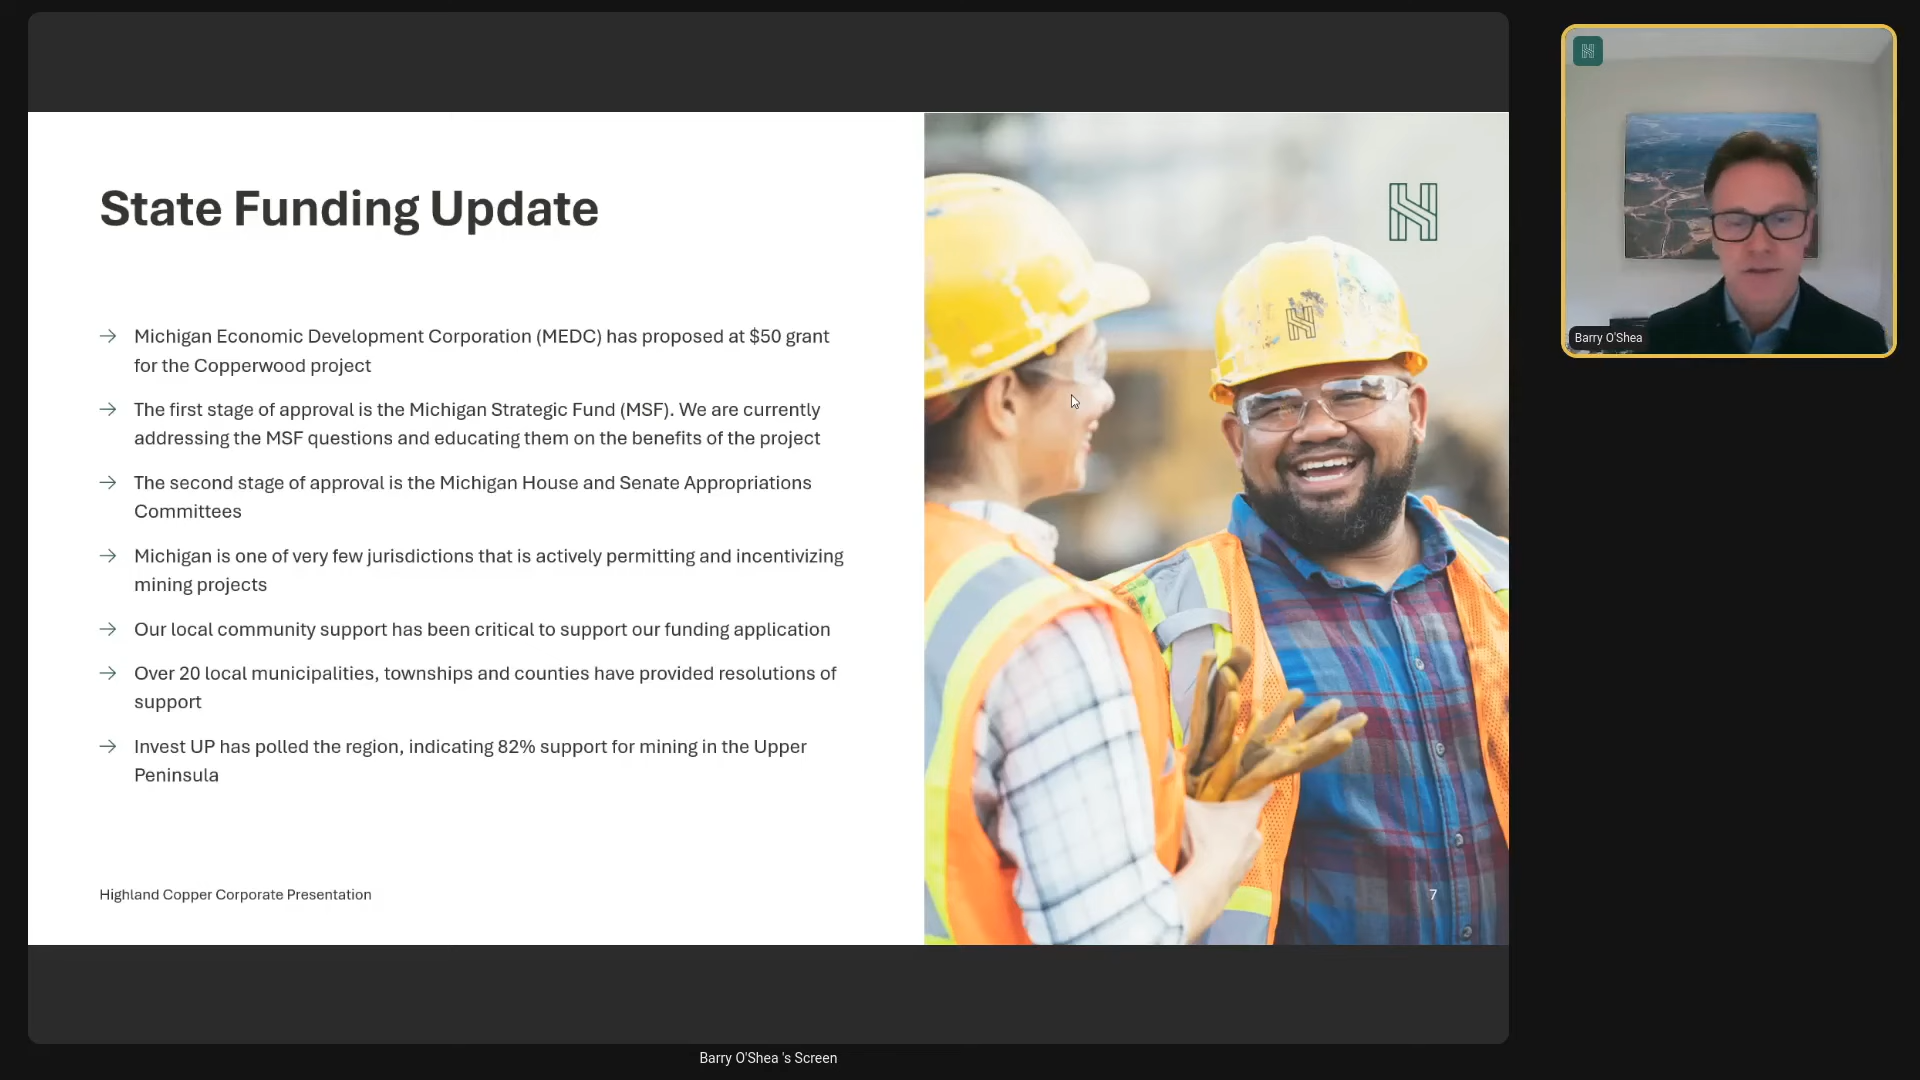 State Funding Update
Michigan Economic Development Corporation (MEDC) has proposed at $50 grant
for the Copperwood project
The first stage of approval is the Michigan Strategic Fund (MSF). We are currently
addressing the MSF questions and educating them on the benefits of the project
The second stage of approval is the Michigan House and Senate Appropriations
Committees
Michigan is one of very few jurisdictions that is actively permitting and incentivizing
mining projects
Our local community support has been critical to support our funding application
Over 20 local municipalities, townships and counties have provided resolutions of
support
Invest UP has polled the region, indicating 82% support for mining in the Upper
Peninsula
Highland Copper Corporate Presentation
7
Barry O'Shea
Barry O'Shea 's Screen